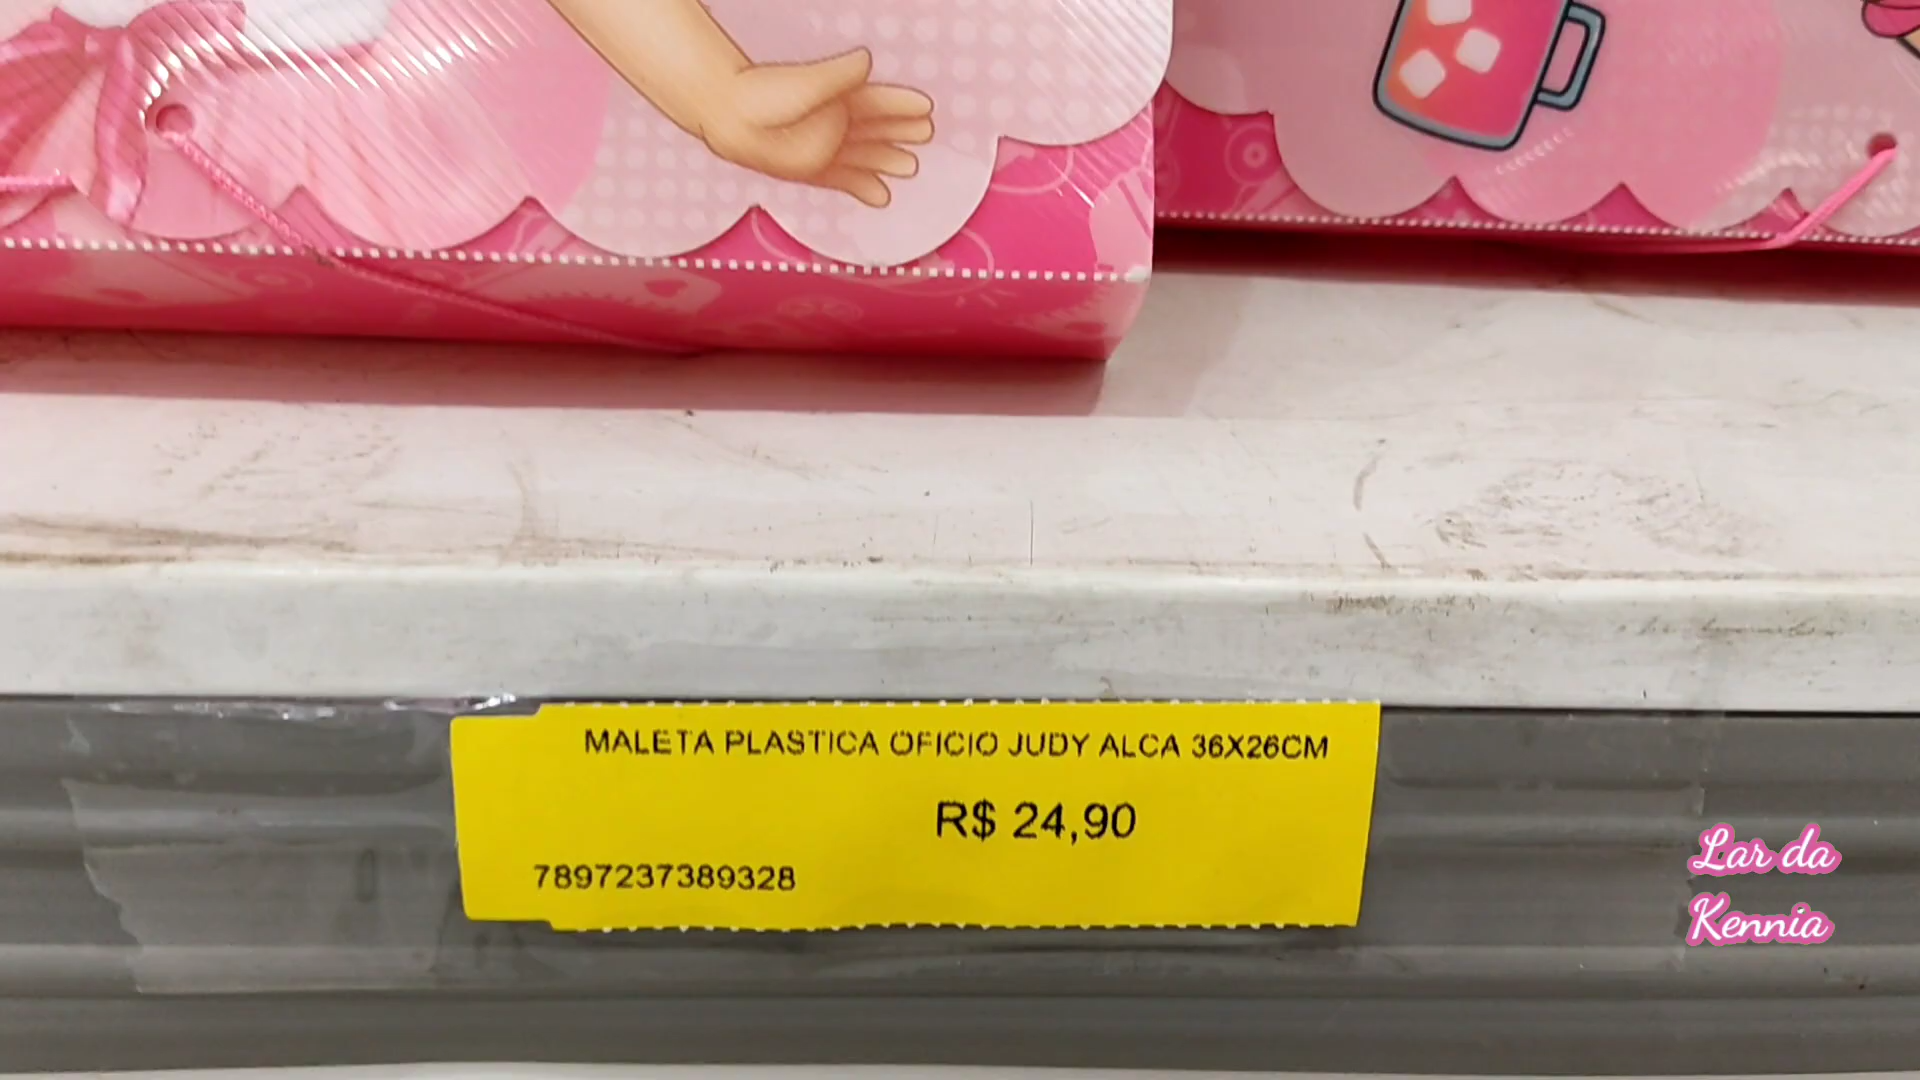 MALETA PLASTICA OFICIO JUDY ALCA 36X26CM
R$ 24,90
7897237389328
Lar da
Kennia